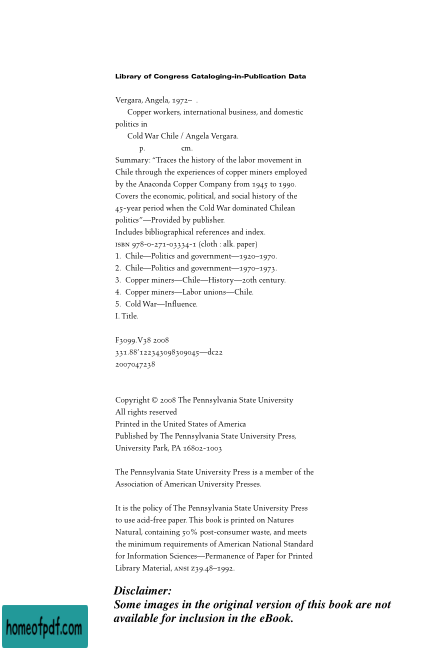 Library of Congress Cataloging-in-Publication Data
Vergara, Angela, 1972– .
Copper workers, international business, and domestic
politics in
Cold War Chile / Angela Vergara.
p. cm.
Summary: “Traces the history of the labor movement in
Chile through the experiences of copper miners employed
by the Anaconda Copper Company from 1945 to 1990.
Covers the economic, political, and social history of the
45-year period when the Cold War dominated Chilean
politics”—Provided by publisher.
Includes bibliographical references and index.
ISBN 978-0-271-03334-1 (cloth : alk. paper)
1. Chile—Politics and government—1920–1970.
2. Chile—Politics and government—1970–1973.
3. Copper miners—Chile—History—20th century.
4. Copper miners—Labor unions—Chile.
5. Cold War—Influence.
I. Title.
F3099.V38 2008
331.88’122343098309045—dc22
2007047238
Copyright © 2008 The Pennsylvania State University
All rights reserved
Printed in the United States of America
Published by The Pennsylvania State University Press,
University Park, PA 16802-1003
The Pennsylvania State University Press is a member of the
Association of American University Presses.
It is the policy of The Pennsylvania State University Press
to use acid-free paper. This book is printed on Natures
Natural, containing 50% post-consumer waste, and meets
the minimum requirements of American National Standard
for Information Sciences—Permanence of Paper for Printed
Library Material, ANSI Z39.48–1992.
Disclaimer:
Some images in the original version of this book are not
available for inclusion in the eBook.
homeofpdf.com